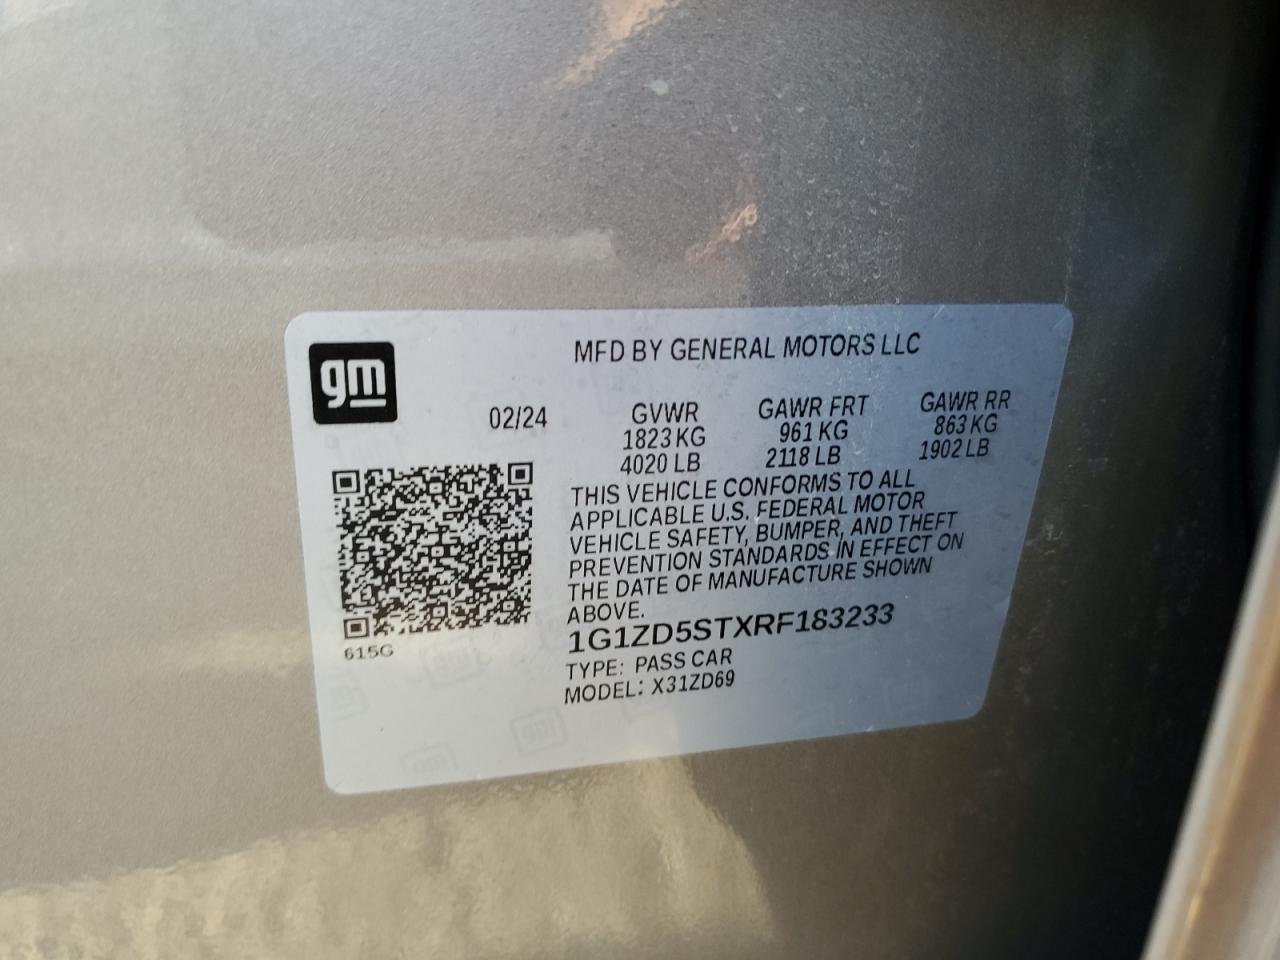 gm
MFD BY GENERAL MOTORS LLC
02/24
GVWR
1823 KG
4020 LB
GAWR FRT
961 KG
2118 LB
GAWR RR
863 KG
1902 LB
THIS VEHICLE CONFORMS TO ALL
APPLICABLE U.S. FEDERAL MOTOR
VEHICLE SAFETY, BUMPER, AND THEFT
PREVENTION STANDARDS IN EFFECT ON
THE DATE OF MANUFACTURE SHOWN
ABOVE.
1G1ZD5STXRF183233
TYPE: PASS CAR
MODEL: X31ZD69
615G